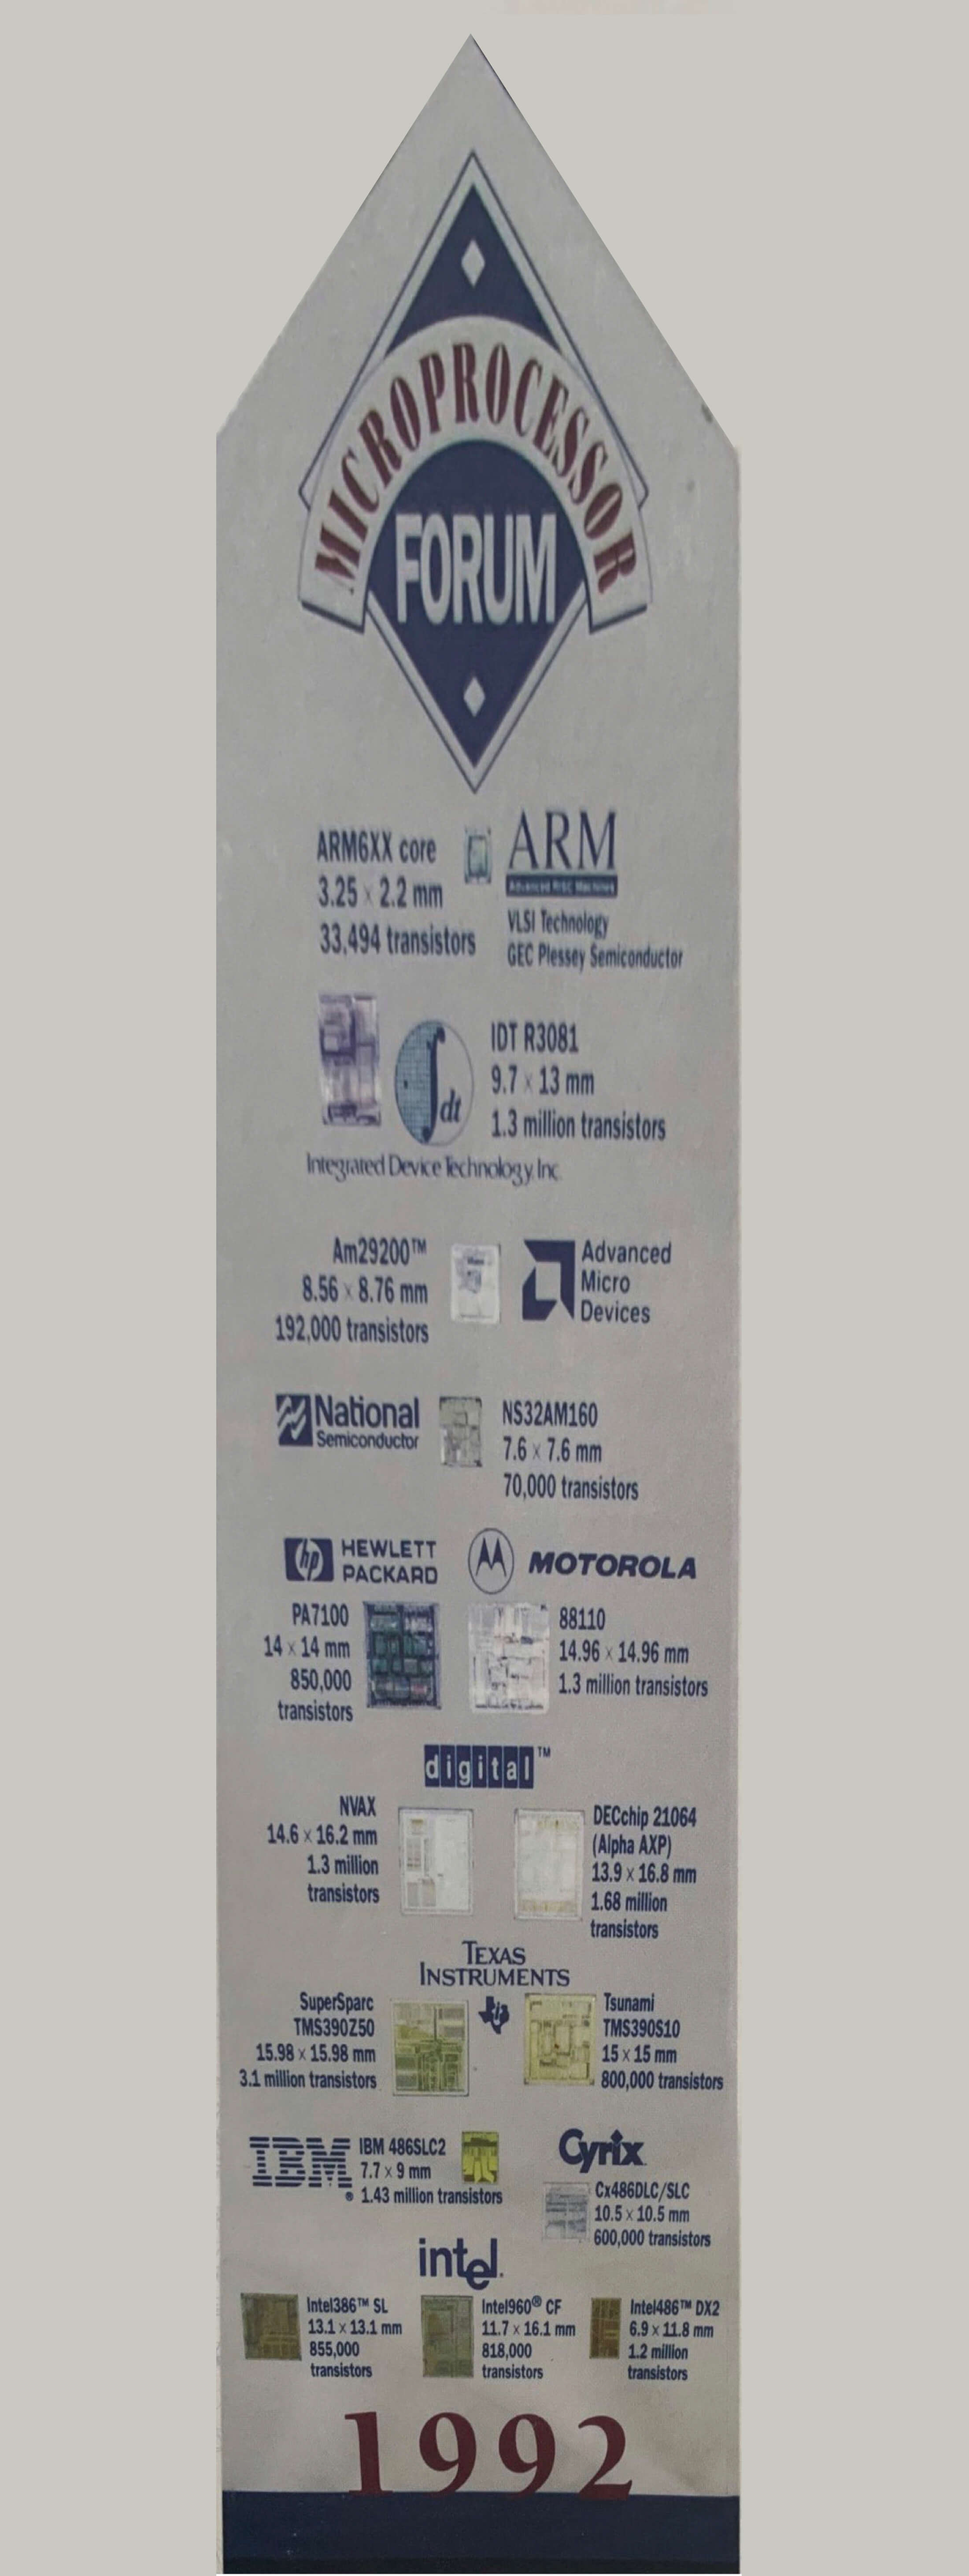 MICROPROCESSOR
FORUM
ARM6XX core
3.25 × 2.2 mm
33,494 transistors
ARM
Advanced RISC Machines
VLSI Technology
GEC Plessey Semiconductor
dt
Integrated Device Technology, Inc.
IDT R3081
9.7 × 13 mm
1.3 million transistors
Am29200™
8.56 × 8.76 mm
192,000 transistors
Advanced
Micro
Devices
National
Semiconductor
NS32AM160
7.6 × 7.6 mm
70,000 transistors
hp HEWLETT
PACKARD
PA7100
14 × 14 mm
850,000
transistors
MOTOROLA
88110
14.96 × 14.96 mm
1.3 million transistors
digital™
NVAX
14.6 × 16.2 mm
1.3 million
transistors
DECchip 21064
(Alpha AXP)
13.9 × 16.8 mm
1.68 million
transistors
TEXAS
INSTRUMENTS
SuperSparc
TMS390Z50
15.98 × 15.98 mm
3.1 million transistors
Tsunami
TMS390S10
15 × 15 mm
800,000 transistors
IBM®
IBM 486SLC2
7.7 × 9 mm
1.43 million transistors
Cyrix
Cx486DLC/SLC
10.5 × 10.5 mm
600,000 transistors
intel.
Intel386™ SL
13.1 × 13.1 mm
855,000
transistors
Intel960® CF
11.7 × 16.1 mm
818,000
transistors
Intel486™ DX2
6.9 × 11.8 mm
1.2 million
transistors
1992